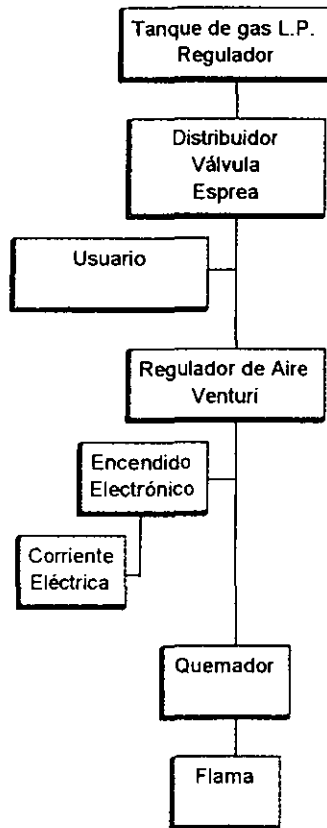 Tanque de gas L.P.
Regulador
Distribuidor
Válvula
Esprea
Usuario
Regulador de Aire
Venturi
Encendido
Electrónico
Corriente
Eléctrica
Quemador
Flama